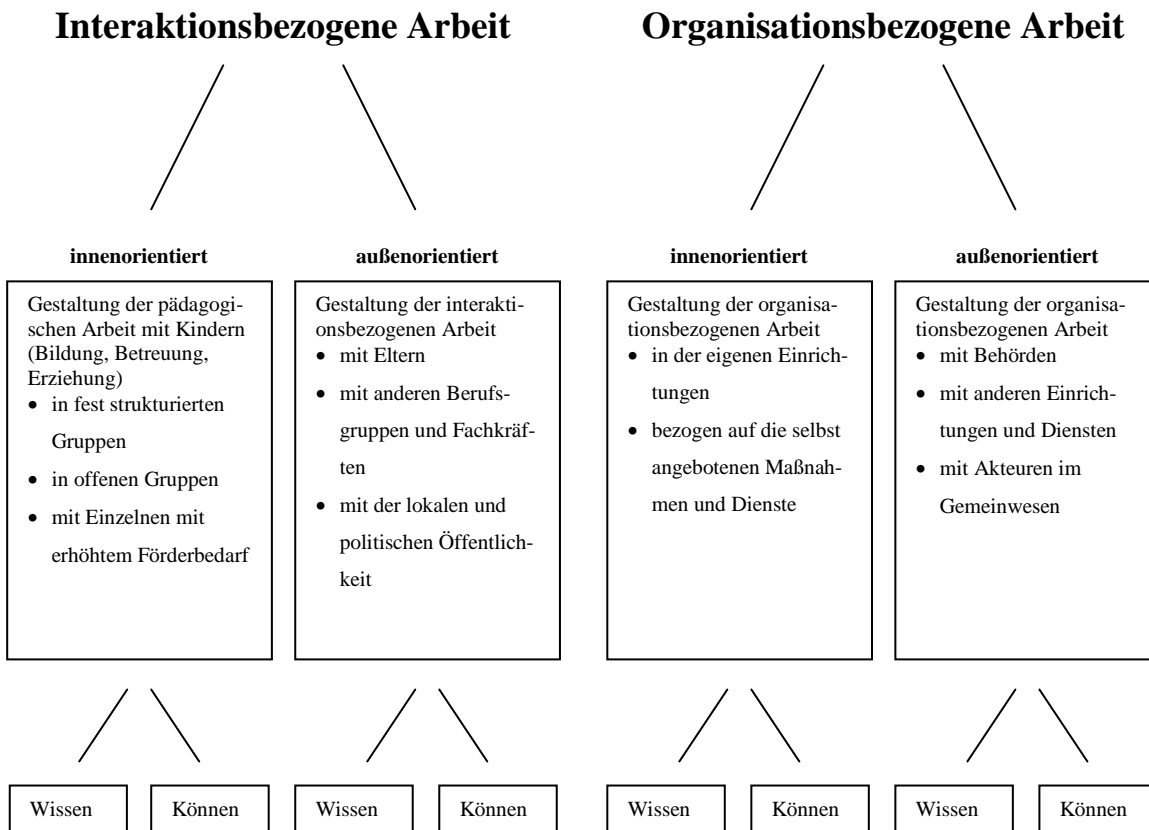 Interaktionsbezogene Arbeit
Organisationsbezogene Arbeit
innenorientiert
Gestaltung der pädagogi-
schen Arbeit mit Kindern
(Bildung, Betreuung,
Erziehung)
• in fest strukturierten
Gruppen
• in offenen Gruppen
• mit Einzelnen mit
erhöhtem Förderbedarf
außenorientiert
Gestaltung der interakti-
onsbezogenen Arbeit
• mit Eltern
• mit anderen Berufs-
gruppen und Fachkräf-
ten
• mit der lokalen und
politischen Öffentlich-
keit
innenorientiert
Gestaltung der organisa-
tionsbezogenen Arbeit
• in der eigenen Einrich-
tungen
• bezogen auf die selbst
angebotenen Maßnah-
men und Dienste
außenorientiert
Gestaltung der organisa-
tionsbezogenen Arbeit
• mit Behörden
• mit anderen Einrich-
tungen und Diensten
• mit Akteuren im
Gemeinwesen
Wissen
Können
Wissen
Können
Wissen
Können
Wissen
Können